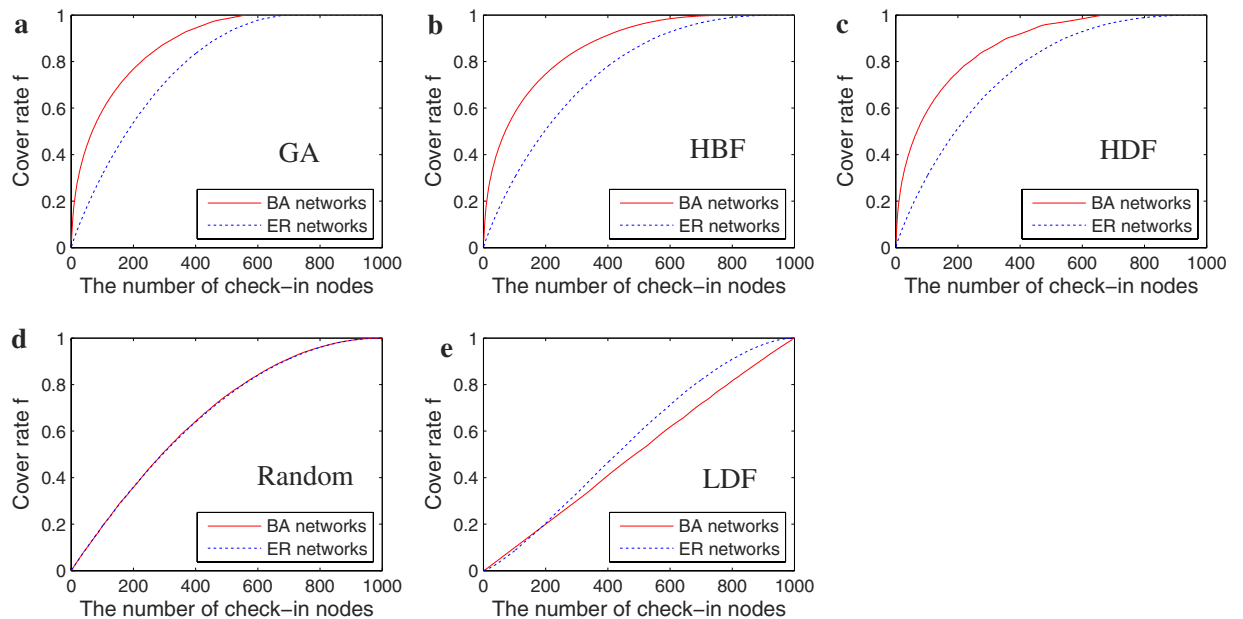 a
Cover rate f
1
0.8
0.6
0.4
0.2
0
GA
BA networks
ER networks
0 200 400 600 800 1000
The number of check-in nodes
b
Cover rate f
1
0.8
0.6
0.4
0.2
0
HBF
BA networks
ER networks
0 200 400 600 800 1000
The number of check-in nodes
c
Cover rate f
1
0.8
0.6
0.4
0.2
0
HDF
BA networks
ER networks
0 200 400 600 800 1000
The number of check-in nodes
d
Cover rate f
1
0.8
0.6
0.4
0.2
0
Random
BA networks
ER networks
0 200 400 600 800 1000
The number of check-in nodes
e
Cover rate f
1
0.8
0.6
0.4
0.2
0
LDF
BA networks
ER networks
0 200 400 600 800 1000
The number of check-in nodes